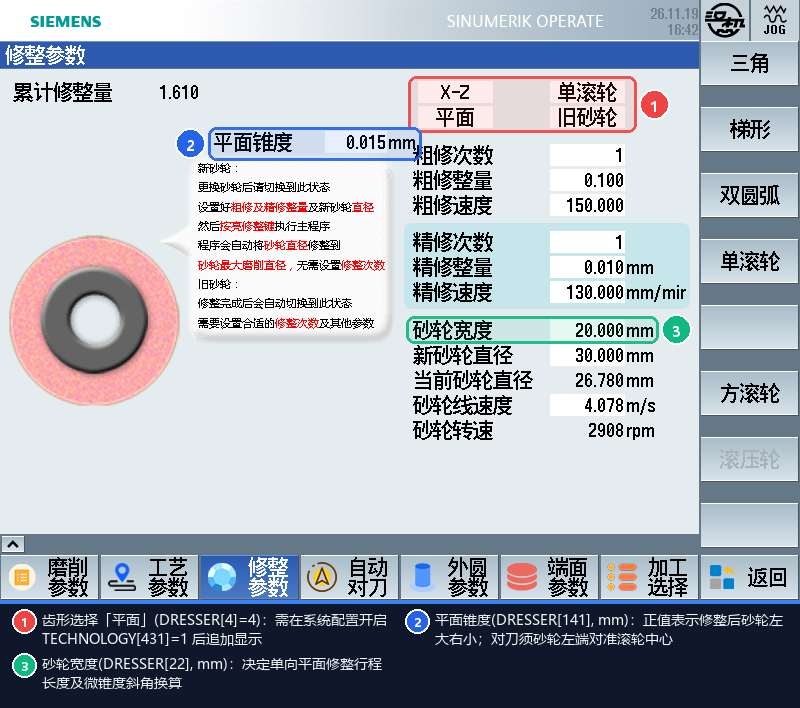 SIEMENS
SINUMERIK OPERATE
26.11.19
16:42
JOG
修整参数
累计修整量 1.610
X-Z 单滚轮
平面 旧砂轮
1
2
平面锥度 0.015mm
粗修次数 1
粗修整量 0.100
粗修速度 150.000
精修次数 1
精修整量 0.010mm
精修速度 130.000mm/mir
砂轮宽度 20.000mm
3
新砂轮直径 30.000mm
当前砂轮直径 26.780mm
砂轮线速度 4.078m/s
砂轮转速 2908rpm
新砂轮：
更换砂轮后请切换到此状态
设置好粗修及精修整量及新砂轮直径
然后按亮修整键执行主程序
程序会自动将砂轮直径修整到
砂轮最大磨削直径，无需设置修整次数
旧砂轮：
修整完成后会自动切换到此状态
需要设置合适的修整次数及其他参数
三角
梯形
双圆弧
单滚轮
方滚轮
滚压轮
磨削参数
工艺参数
修整参数
自动对刀
外圆参数
端面参数
加工选择
返回
1 齿形选择「平面」(DRESSER[4]=4)：需在系统配置开启
TECHNOLOGY[431]=1 后追加显示
2 平面锥度(DRESSER[141], mm)：正值表示修整后砂轮左
大右小；对刀须砂轮左端对准滚轮中心
3 砂轮宽度(DRESSER[22], mm)：决定单向平面修整行程
长度及微锥度斜角换算